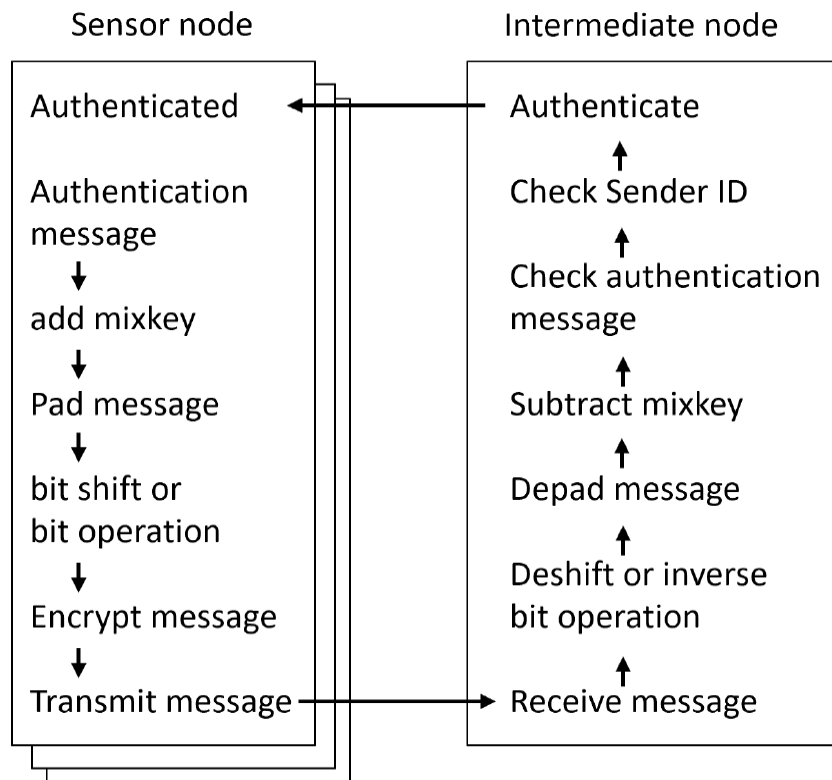 Sensor node
Authenticated
Authentication
message
add mixkey
Pad message
bit shift or
bit operation
Encrypt message
Transmit message
Intermediate node
Authenticate
Check Sender ID
Check authentication
message
Subtract mixkey
Depad message
Deshift or inverse
bit operation
Receive message